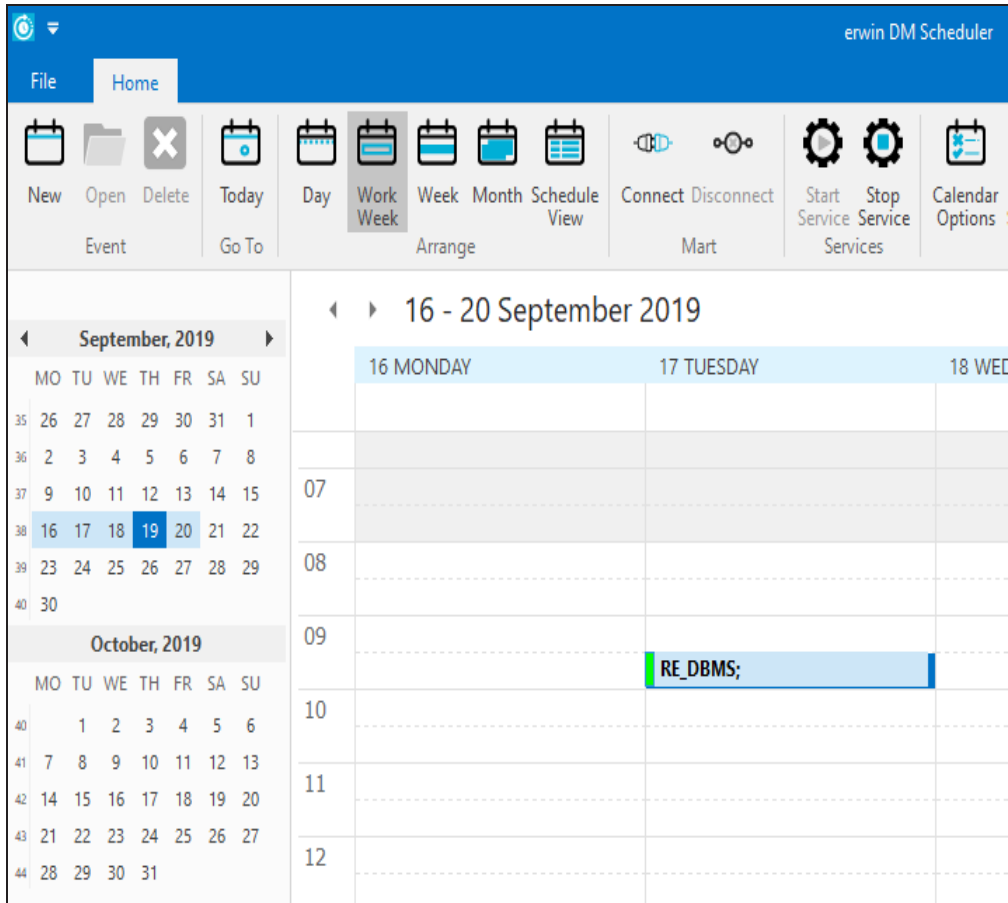 erwin DM Scheduler
File Home
New Open Delete Today Day Work Week Week Month Schedule View Connect Disconnect Start Service Stop Service Calendar Options
Event Go To Arrange Mart Services
16 - 20 September 2019
September, 2019
16 MONDAY 17 TUESDAY 18 WED
MO TU WE TH FR SA SU
35 26 27 28 29 30 31 1
36 2 3 4 5 6 7 8
37 9 10 11 12 13 14 15
38 16 17 18 19 20 21 22
39 23 24 25 26 27 28 29
40 30
October, 2019
MO TU WE TH FR SA SU
40 1 2 3 4 5 6
41 7 8 9 10 11 12 13
42 14 15 16 17 18 19 20
43 21 22 23 24 25 26 27
44 28 29 30 31
07
08
09
RE_DBMS;
10
11
12